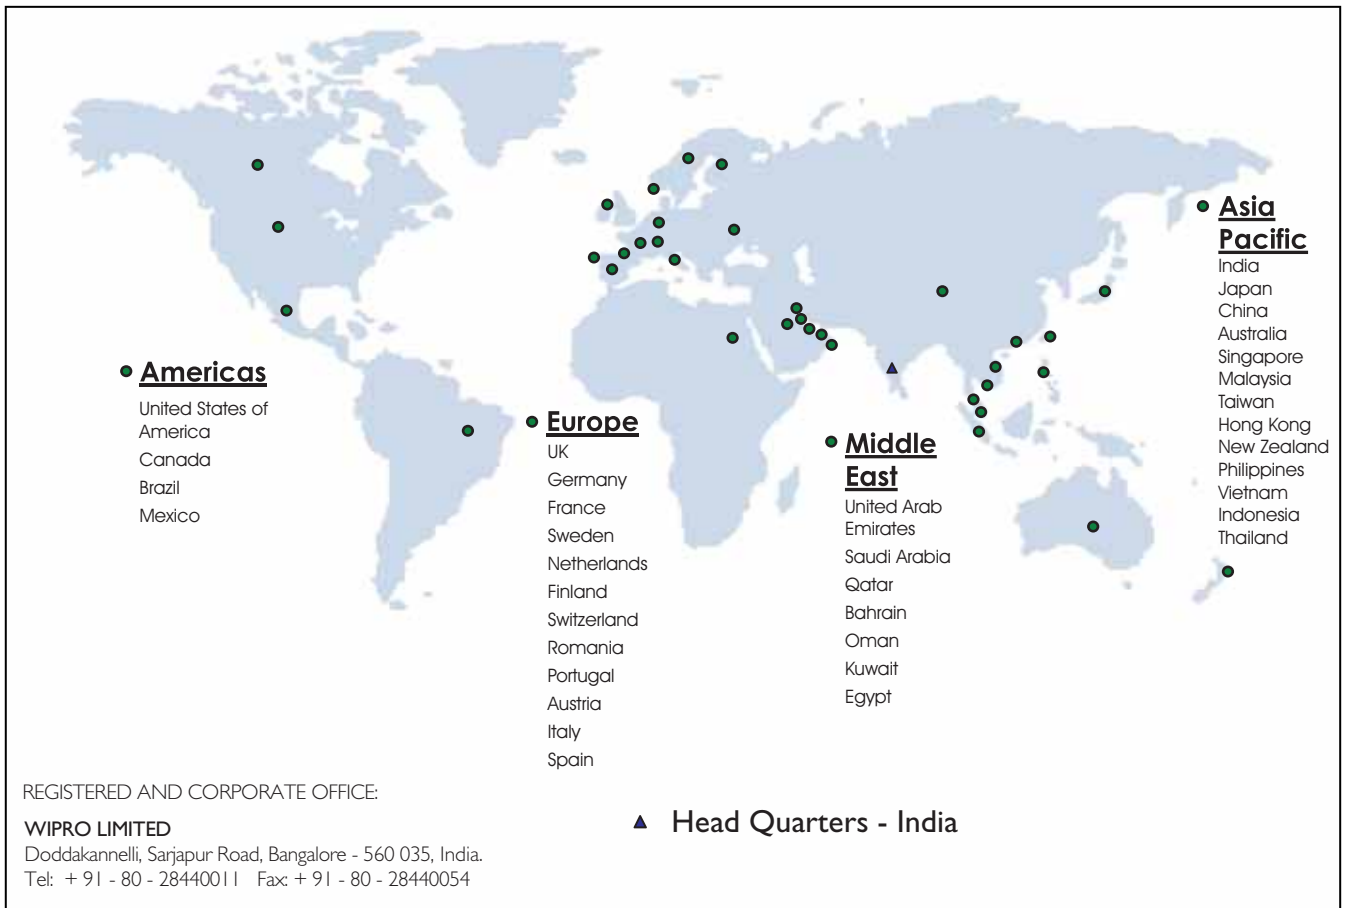 Americas
United States of
America
Canada
Brazil
Mexico
Europe
UK
Germany
France
Sweden
Netherlands
Finland
Switzerland
Romania
Portugal
Austria
Italy
Spain
Middle
East
United Arab
Emirates
Saudi Arabia
Qatar
Bahrain
Oman
Kuwait
Egypt
Asia
Pacific
India
Japan
China
Australia
Singapore
Malaysia
Taiwan
Hong Kong
New Zealand
Philippines
Vietnam
Indonesia
Thailand
REGISTERED AND CORPORATE OFFICE:
WIPRO LIMITED
Doddakannelli, Sarjapur Road, Bangalore - 560 035, India.
Tel: + 91 - 80 - 28440011 Fax: + 91 - 80 - 28440054
Head Quarters - India